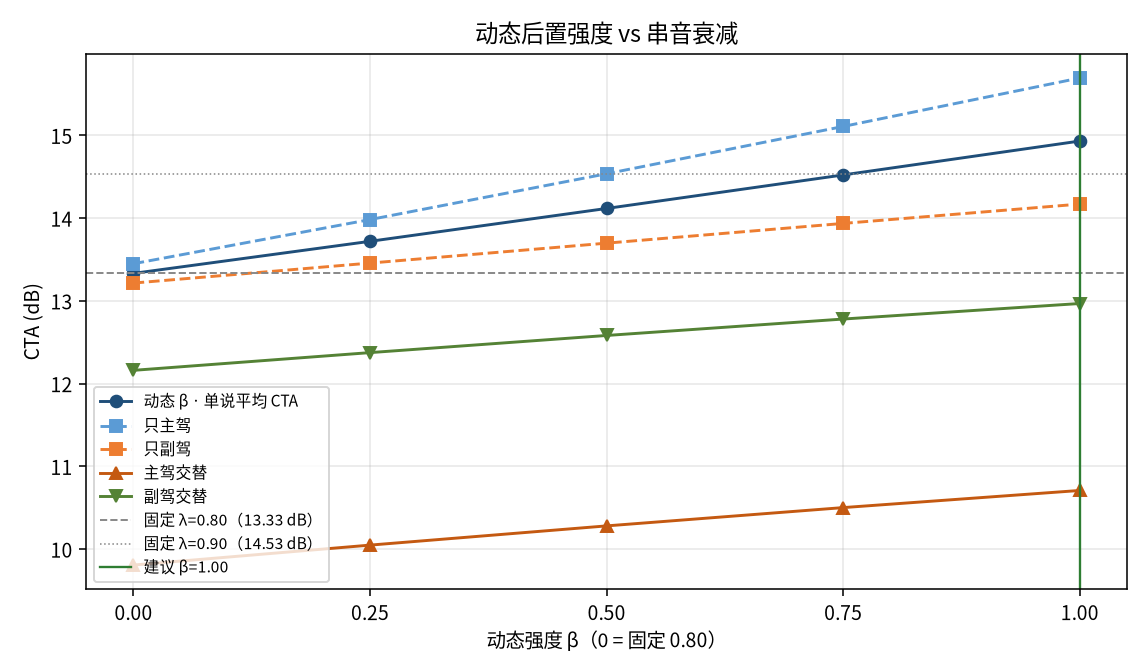 动态后置强度 vs 串音衰减
CTA (dB)
15
14
13
12
11
10
动态 β · 单说平均 CTA
只主驾
只副驾
主驾交替
副驾交替
固定 λ=0.80（13.33 dB）
固定 λ=0.90（14.53 dB）
建议 β=1.00
0.00 0.25 0.50 0.75 1.00
动态强度 β（0 = 固定 0.80）